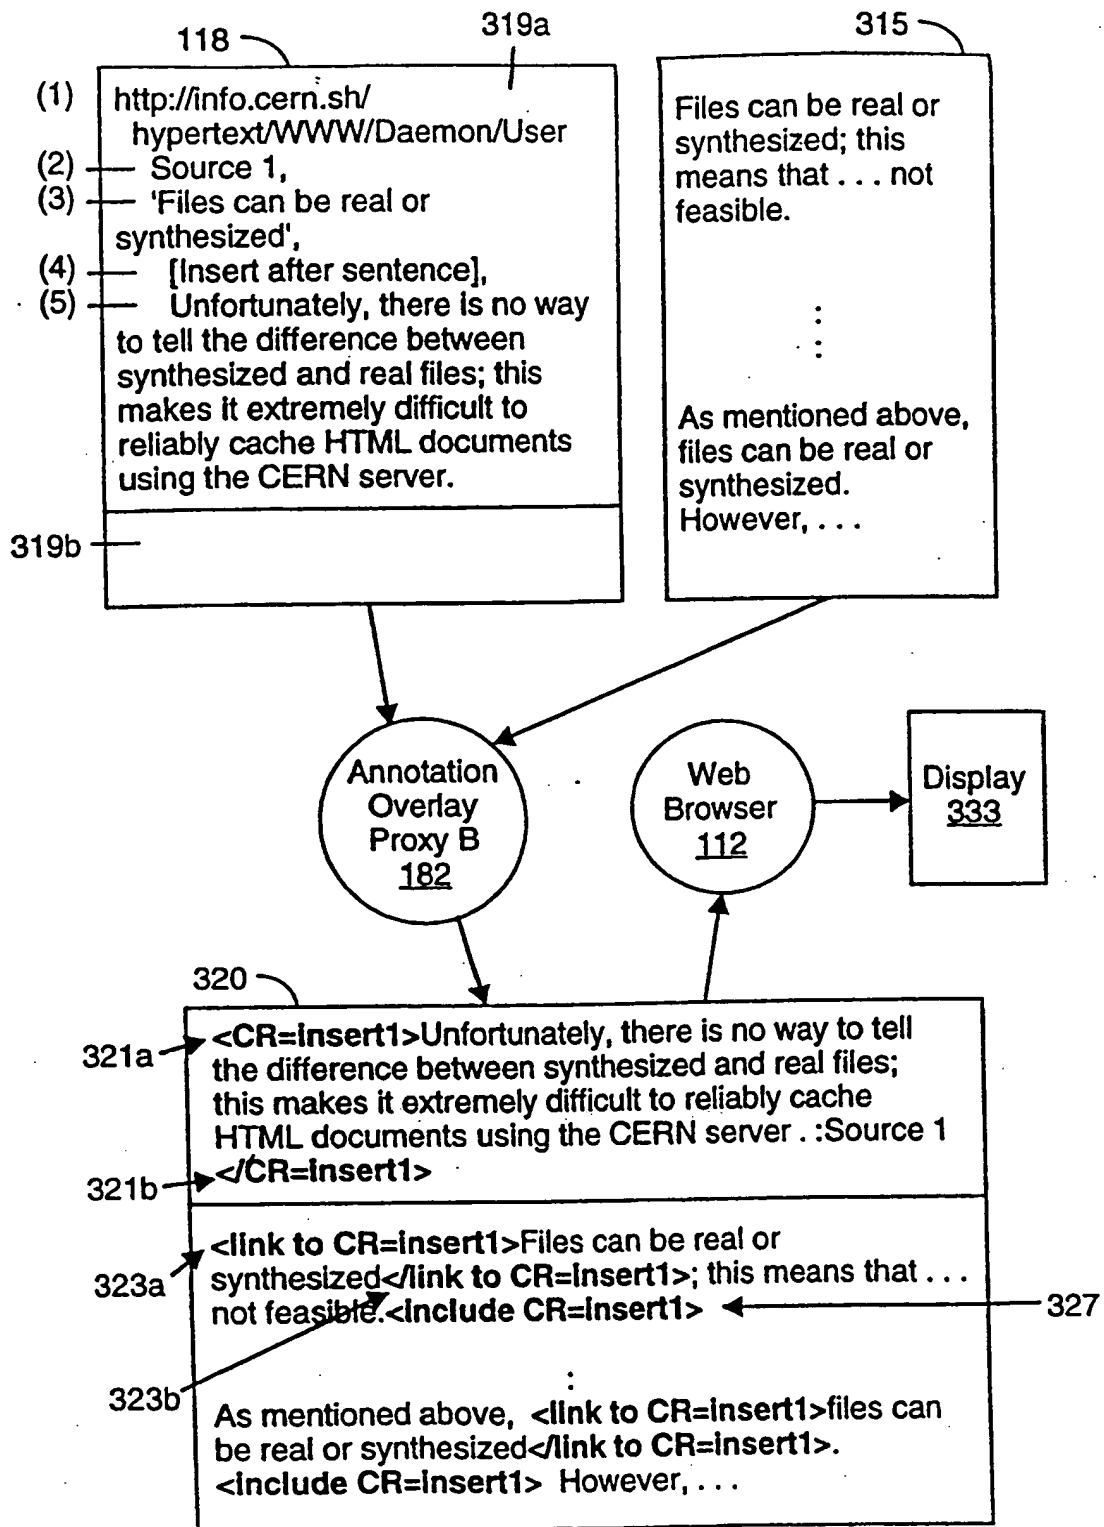 118
319a
315
(1) http://info.cern.sh/
hypertext/WWW/Daemon/User
(2) Source 1,
(3) 'Files can be real or
synthesized',
(4) [Insert after sentence],
(5) Unfortunately, there is no way
to tell the difference between
synthesized and real files; this
makes it extremely difficult to
reliably cache HTML documents
using the CERN server.
319b
Files can be real or
synthesized; this
means that . . . not
feasible.
As mentioned above,
files can be real or
synthesized.
However, . . .
Annotation
Overlay
Proxy B
182
Web
Browser
112
Display
333
320
321a
<CR=insert1>Unfortunately, there is no way to tell
the difference between synthesized and real files;
this makes it extremely difficult to reliably cache
HTML documents using the CERN server . :Source 1
321b
</CR=insert1>
323a
<link to CR=insert1>Files can be real or
synthesized</link to CR=insert1>; this means that . . .
not feasible.<include CR=insert1>
327
323b
As mentioned above, <link to CR=insert1>files can
be real or synthesized</link to CR=insert1>.
<include CR=insert1> However, . . .